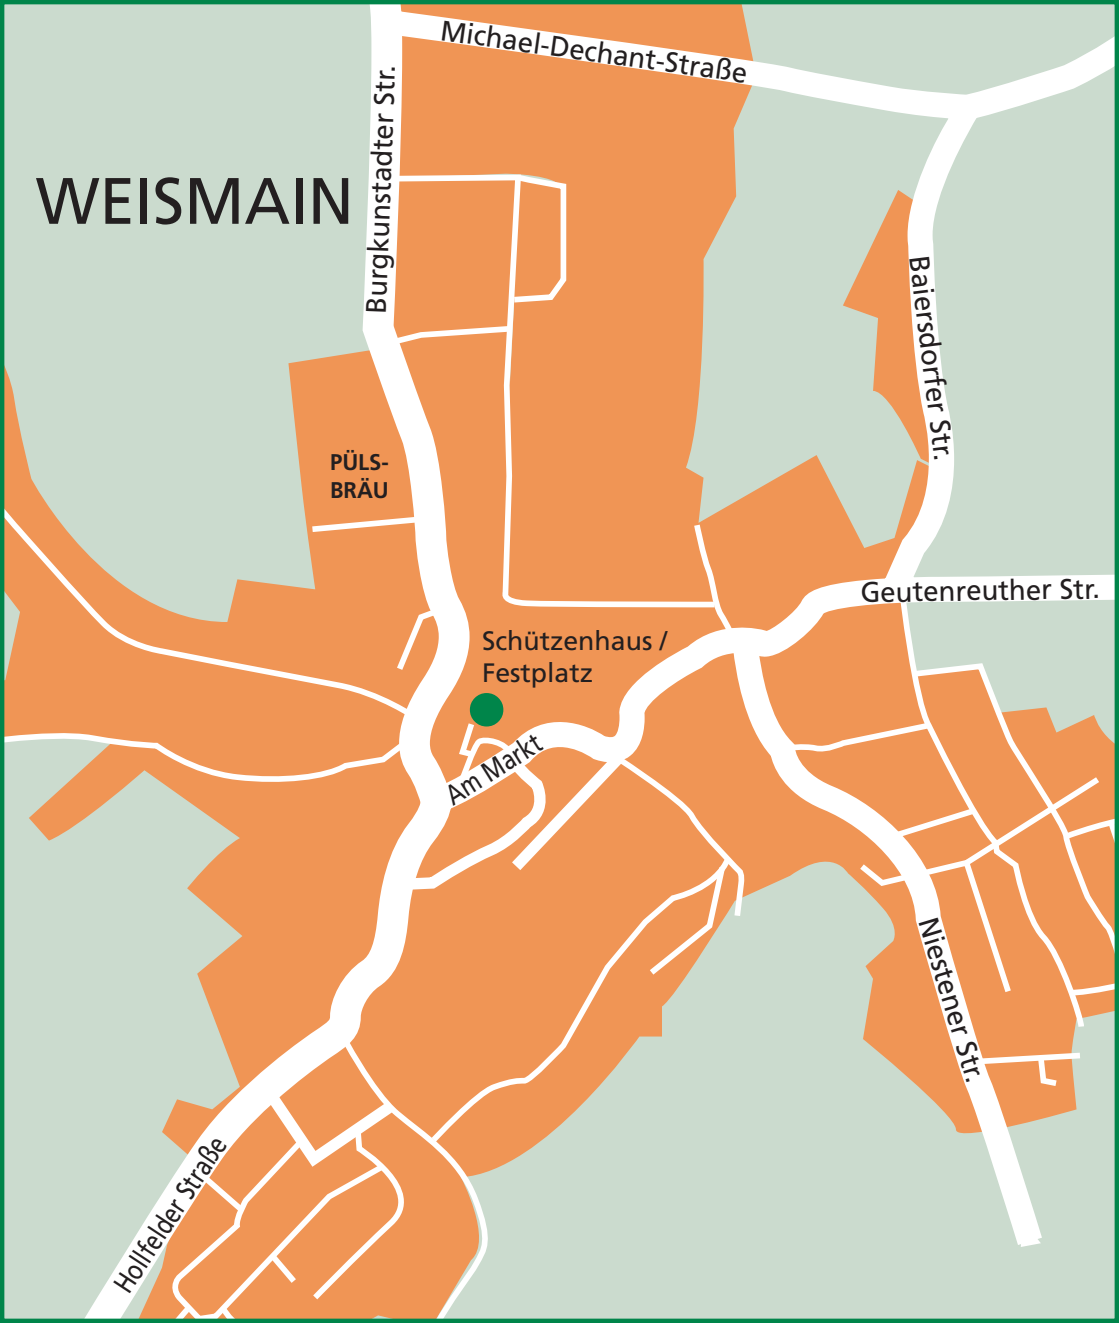 Michael-Dechant-Straße
Burgkunstadter Str.
WEISMAIN
Baiersdorfer Str.
PÜLS-
BRÄU
Geutenreuther Str.
Schützenhaus /
Festplatz
Am Markt
Niestener Str.
Hollfelder Straße